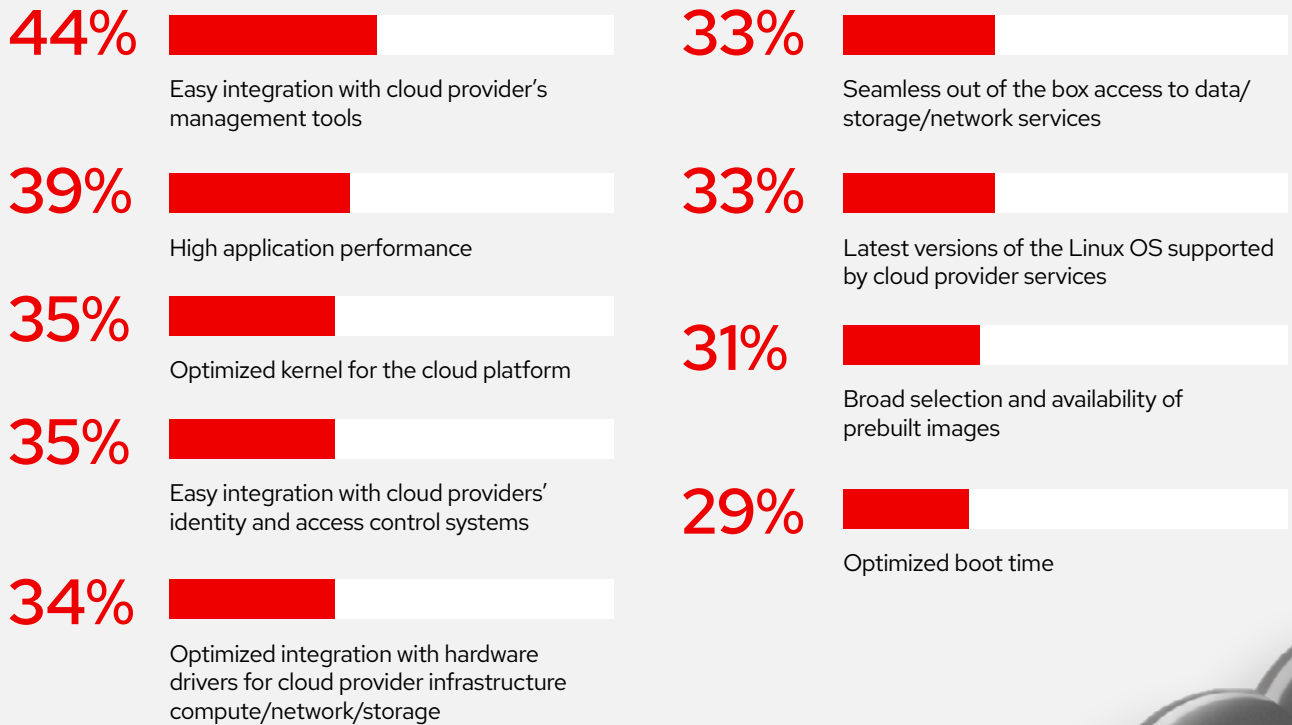 44%
Easy integration with cloud provider’s
management tools
39%
High application performance
35%
Optimized kernel for the cloud platform
35%
Easy integration with cloud providers’
identity and access control systems
34%
Optimized integration with hardware
drivers for cloud provider infrastructure
compute/network/storage
33%
Seamless out of the box access to data/
storage/network services
33%
Latest versions of the Linux OS supported
by cloud provider services
31%
Broad selection and availability of
prebuilt images
29%
Optimized boot time